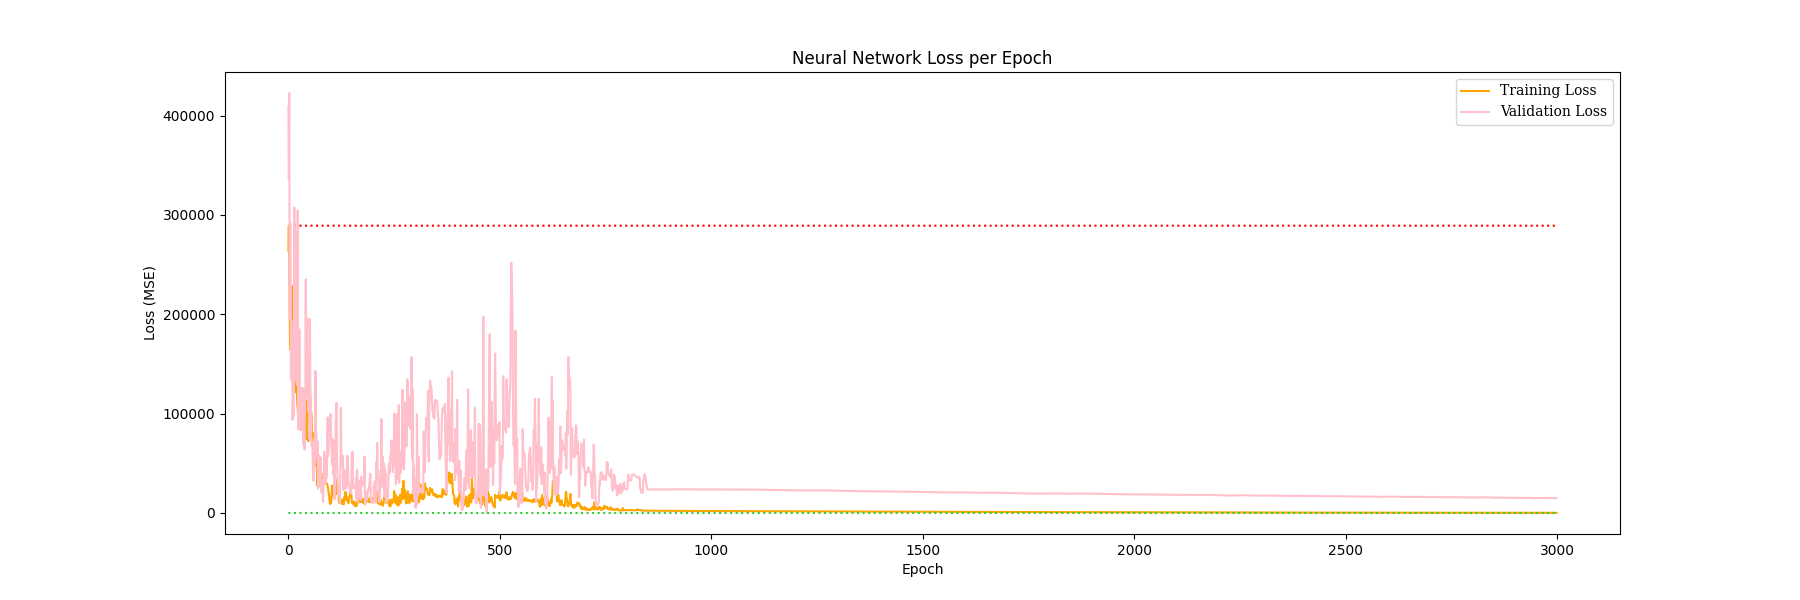 Neural Network Loss per Epoch
Training Loss
Validation Loss
400000
300000
200000
100000
0
Loss (MSE)
0 500 1000 1500 2000 2500 3000
Epoch